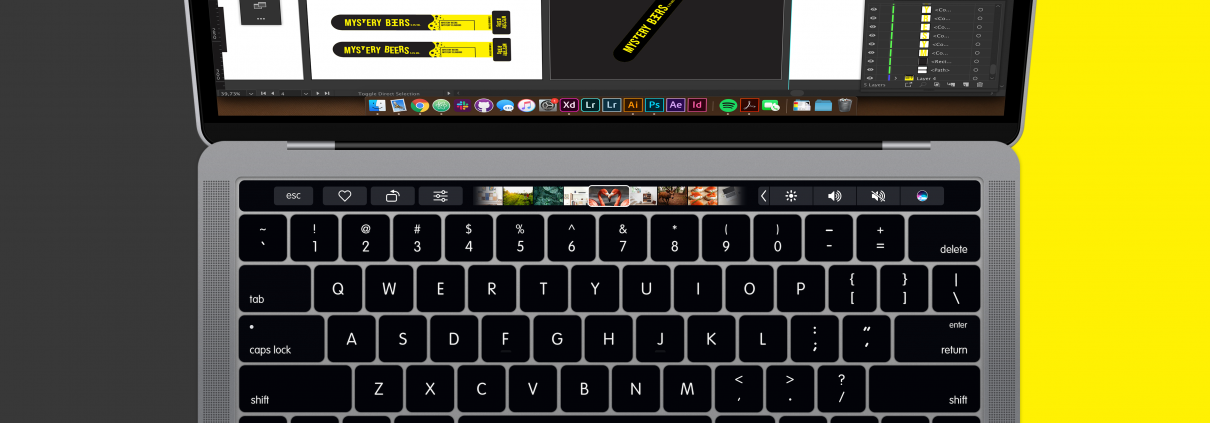 MYSTERY BEERS
MYSTERY BEERS
MYSTERY BEERS
<Co...
<Co...
<Co...
<Co...
<Co...
<Co...
<Rect...
<Path>
Layer
5 Layers
39,73%
4
Toggle Direct Selection
Xd Lr Lr Ai Ps Ae Id
esc
~ ! @ # $ % ^ & * ( ) – +
` 1 2 3 4 5 6 7 8 9 0 - = delete
tab Q W E R T Y U I O P { [ } ] | \
caps lock A S D F G H J K L : ; “ ‘ enter return
shift Z X C V B N M < , > . ? / shift